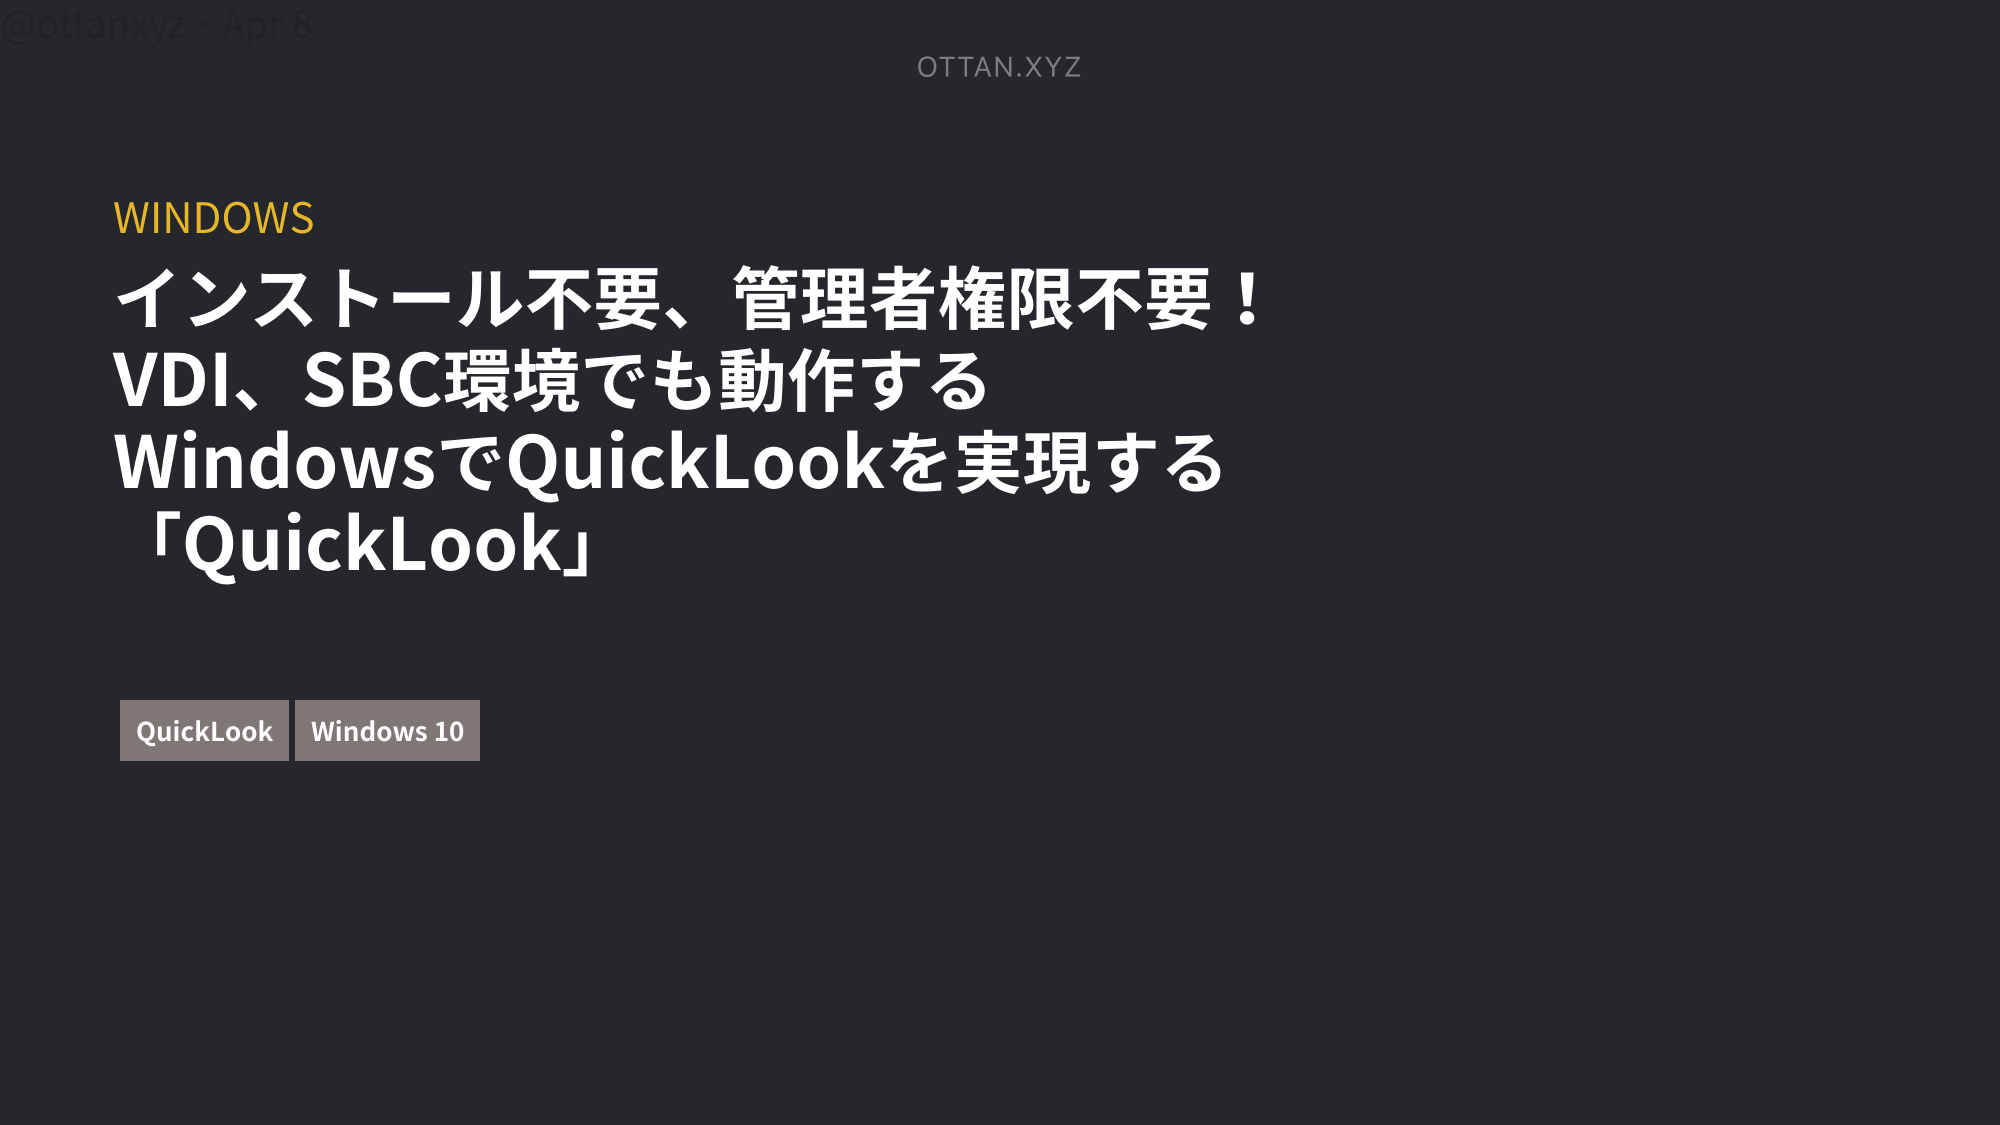 @ottanxyz・Apr 8
OTTAN.XYZ
WINDOWS
インストール不要、管理者権限不要！
VDI、SBC環境でも動作する
WindowsでQuickLookを実現する
「QuickLook」
QuickLook
Windows 10